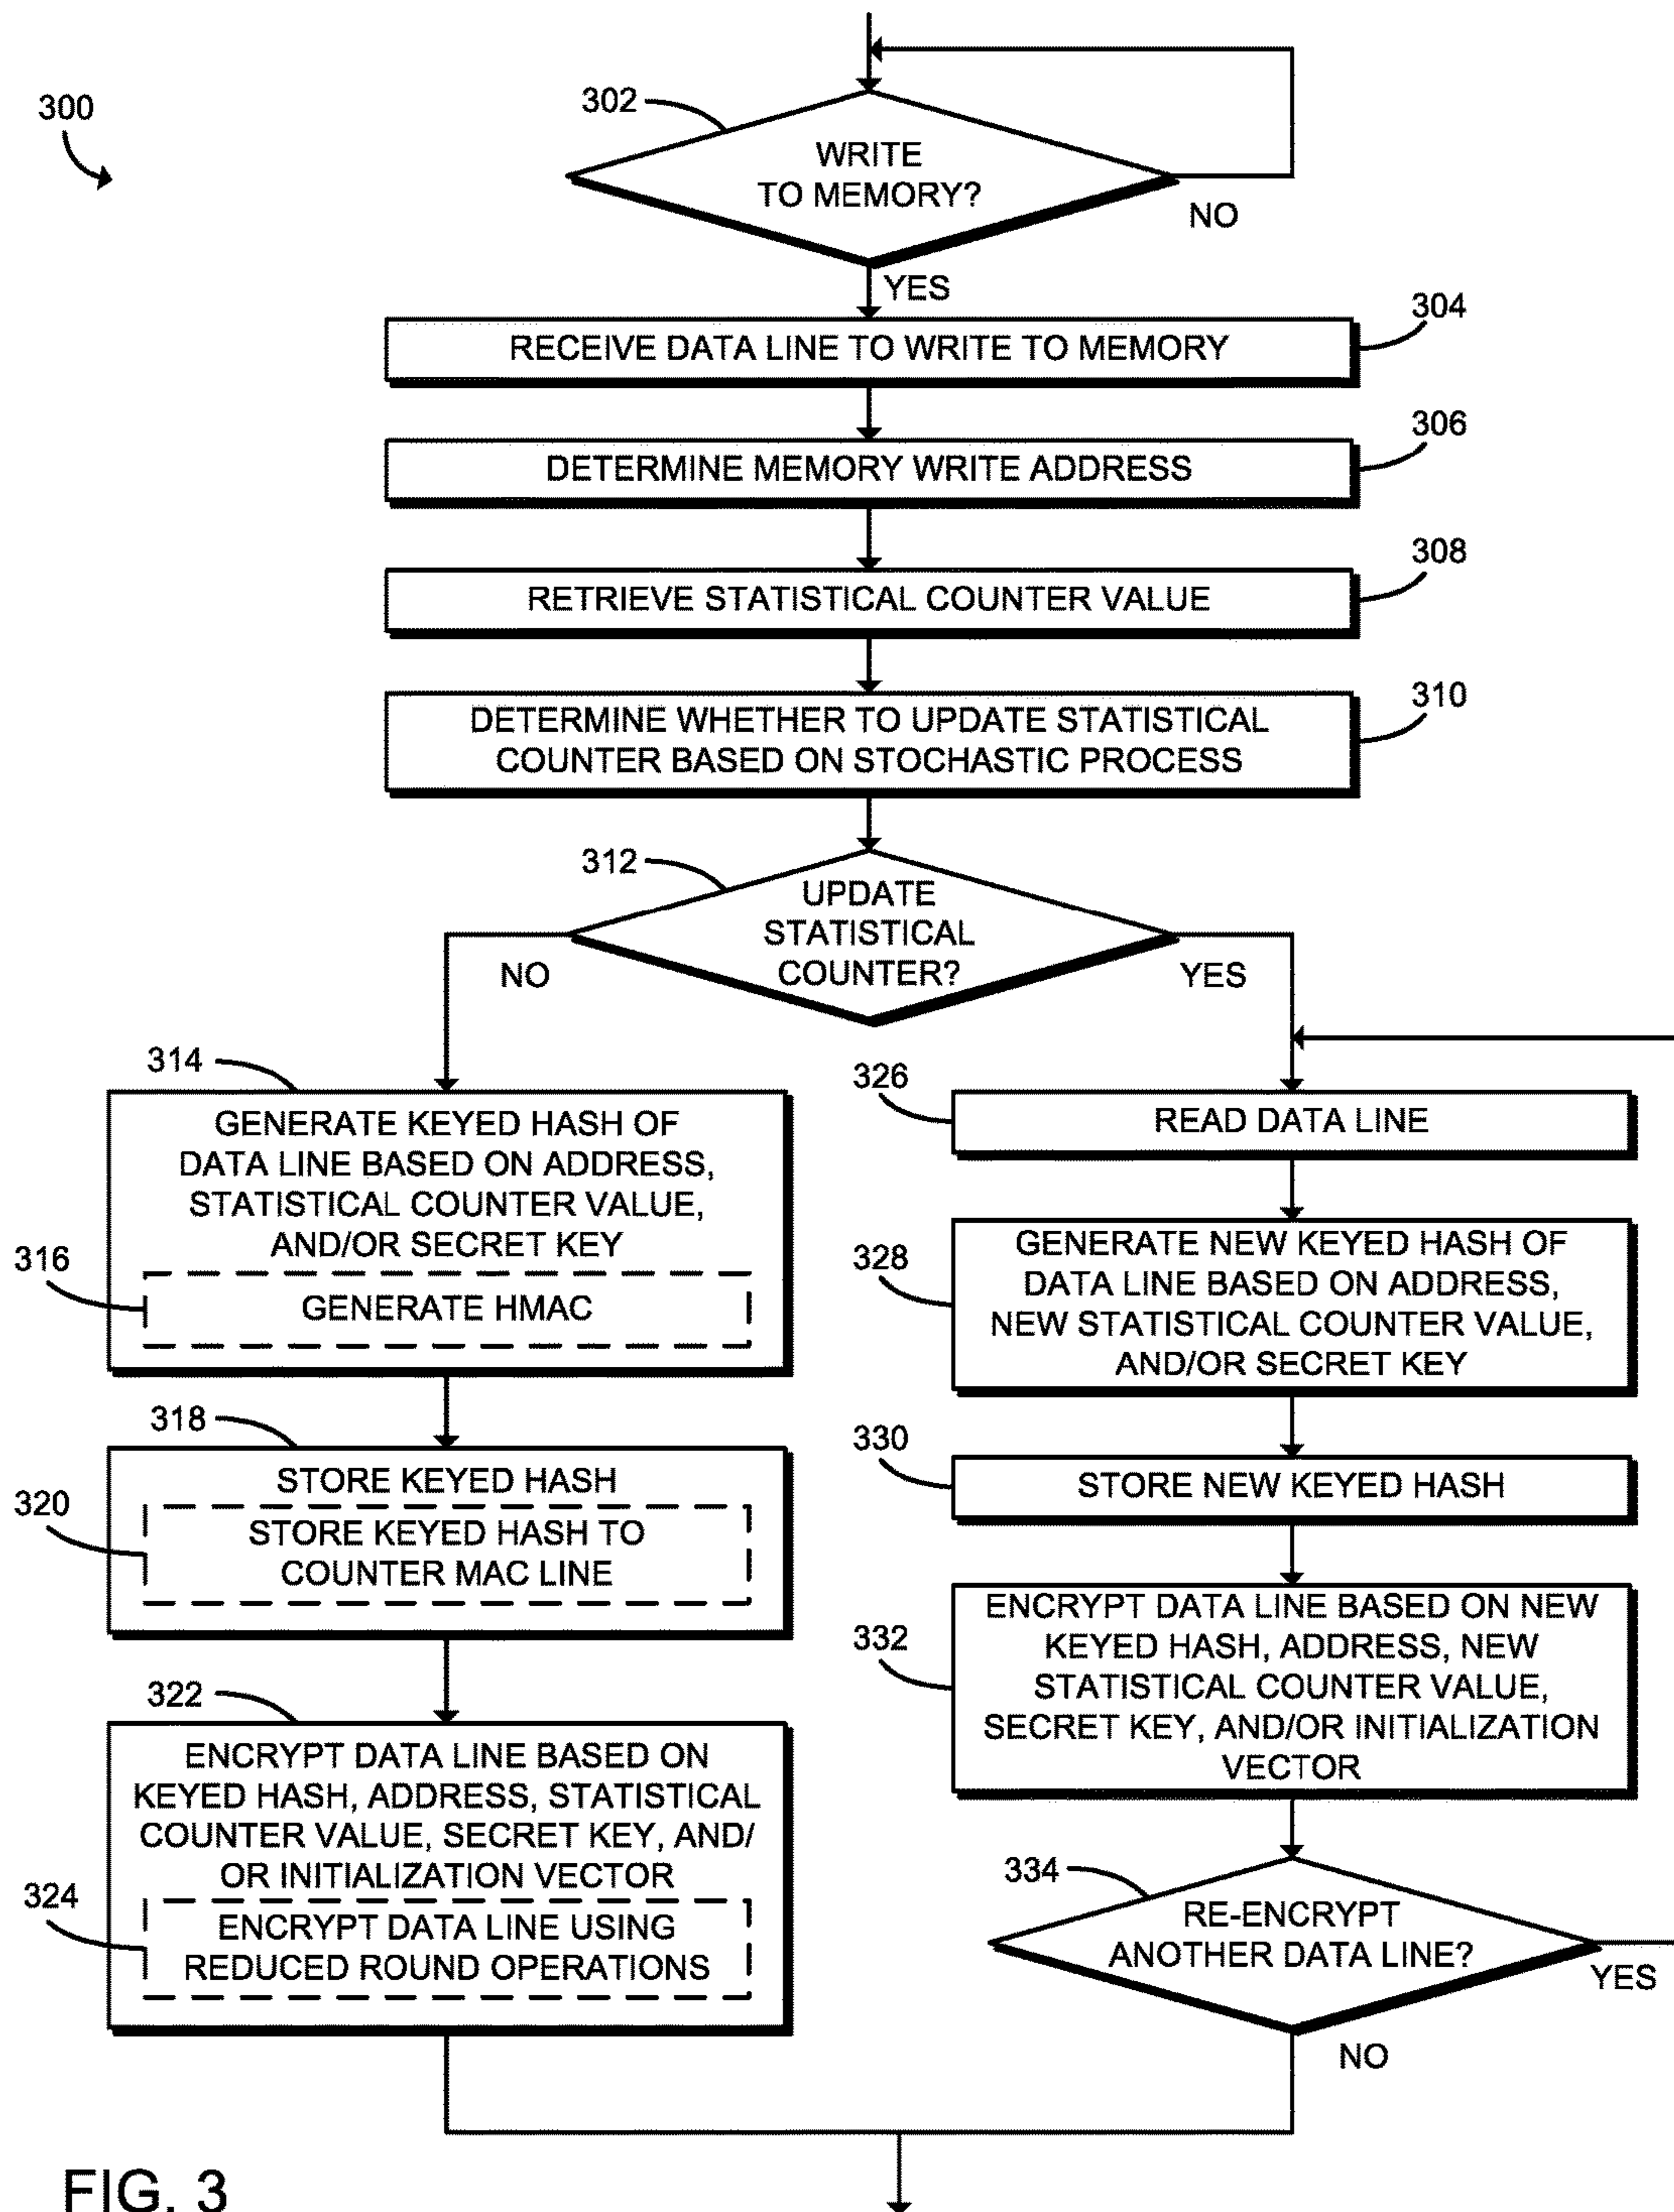 300
302
WRITE
TO MEMORY?
NO
YES
304
RECEIVE DATA LINE TO WRITE TO MEMORY
306
DETERMINE MEMORY WRITE ADDRESS
308
RETRIEVE STATISTICAL COUNTER VALUE
310
DETERMINE WHETHER TO UPDATE STATISTICAL
COUNTER BASED ON STOCHASTIC PROCESS
312
UPDATE
STATISTICAL
COUNTER?
NO
YES
314
GENERATE KEYED HASH OF
DATA LINE BASED ON ADDRESS,
STATISTICAL COUNTER VALUE,
AND/OR SECRET KEY
316
GENERATE HMAC
318
STORE KEYED HASH
320
STORE KEYED HASH TO
COUNTER MAC LINE
322
ENCRYPT DATA LINE BASED ON
KEYED HASH, ADDRESS, STATISTICAL
COUNTER VALUE, SECRET KEY, AND/
OR INITIALIZATION VECTOR
324
ENCRYPT DATA LINE USING
REDUCED ROUND OPERATIONS
326
READ DATA LINE
328
GENERATE NEW KEYED HASH OF
DATA LINE BASED ON ADDRESS,
NEW STATISTICAL COUNTER VALUE,
AND/OR SECRET KEY
330
STORE NEW KEYED HASH
332
ENCRYPT DATA LINE BASED ON NEW
KEYED HASH, ADDRESS, NEW
STATISTICAL COUNTER VALUE,
SECRET KEY, AND/OR INITIALIZATION
VECTOR
334
RE-ENCRYPT
ANOTHER DATA LINE?
YES
NO
FIG. 3